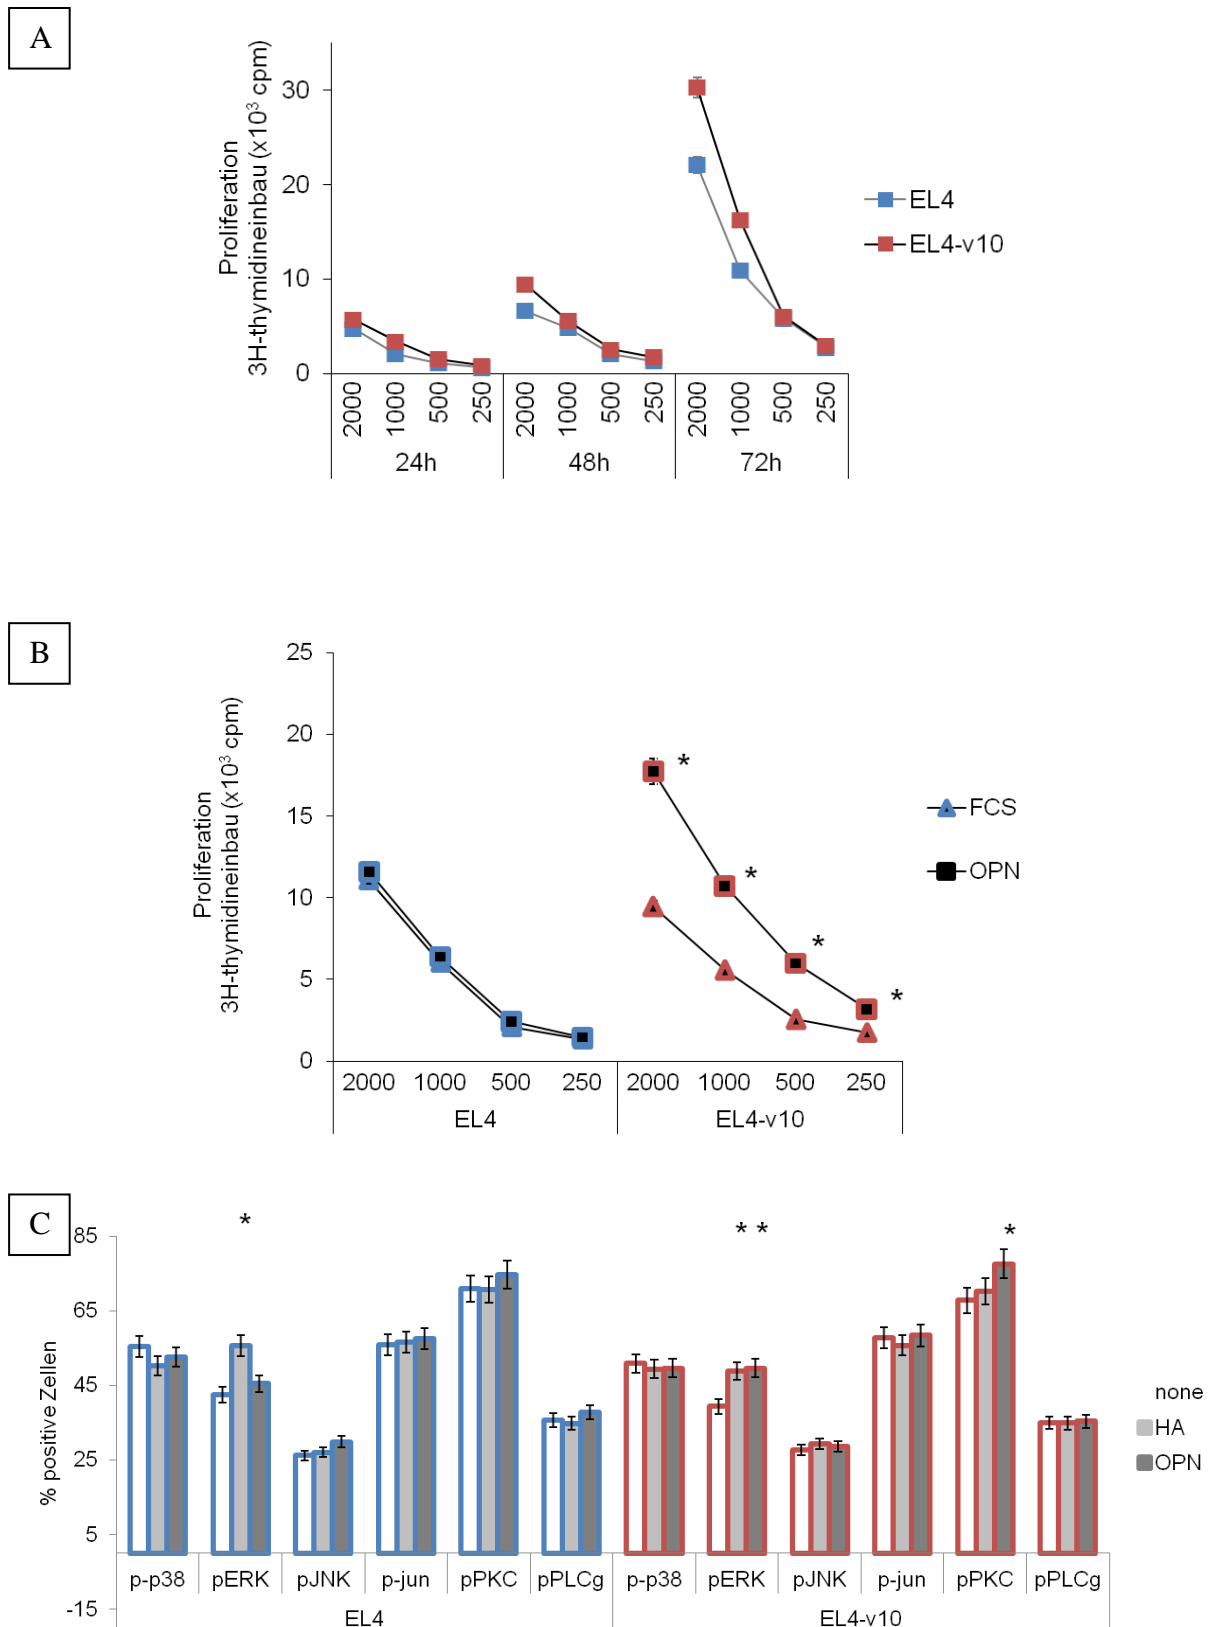 A
Proliferation
3H-thymidineinbau (x10³ cpm)
30
20
10
0
2000 1000 500 250 2000 1000 500 250 2000 1000 500 250
24h 48h 72h
EL4
EL4-v10
B
Proliferation
3H-thymidineinbau (x10³ cpm)
25
20
15
10
5
0
* * * *
2000 1000 500 250 2000 1000 500 250
EL4 EL4-v10
FCS
OPN
C
% positive Zellen
85
65
45
25
5
-15
* * * *
p-p38 pERK pJNK p-jun pPKC pPLCg p-p38 pERK pJNK p-jun pPKC pPLCg
EL4 EL4-v10
none
HA
OPN